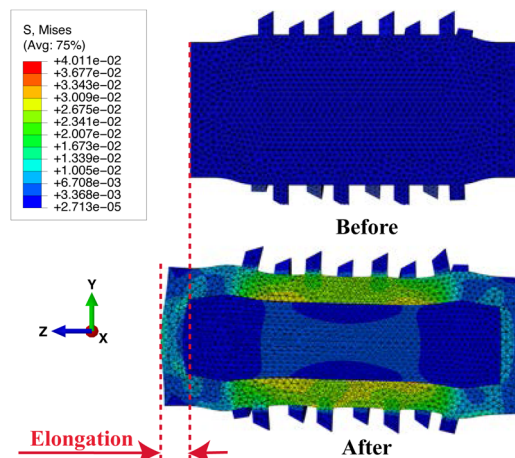 S, Mises
(Avg: 75%)
+4.011e−02
+3.677e−02
+3.343e−02
+3.009e−02
+2.675e−02
+2.341e−02
+2.007e−02
+1.673e−02
+1.339e−02
+1.005e−02
+6.708e−03
+3.368e−03
+2.713e−05
Before
Y
Z
X
Elongation
After